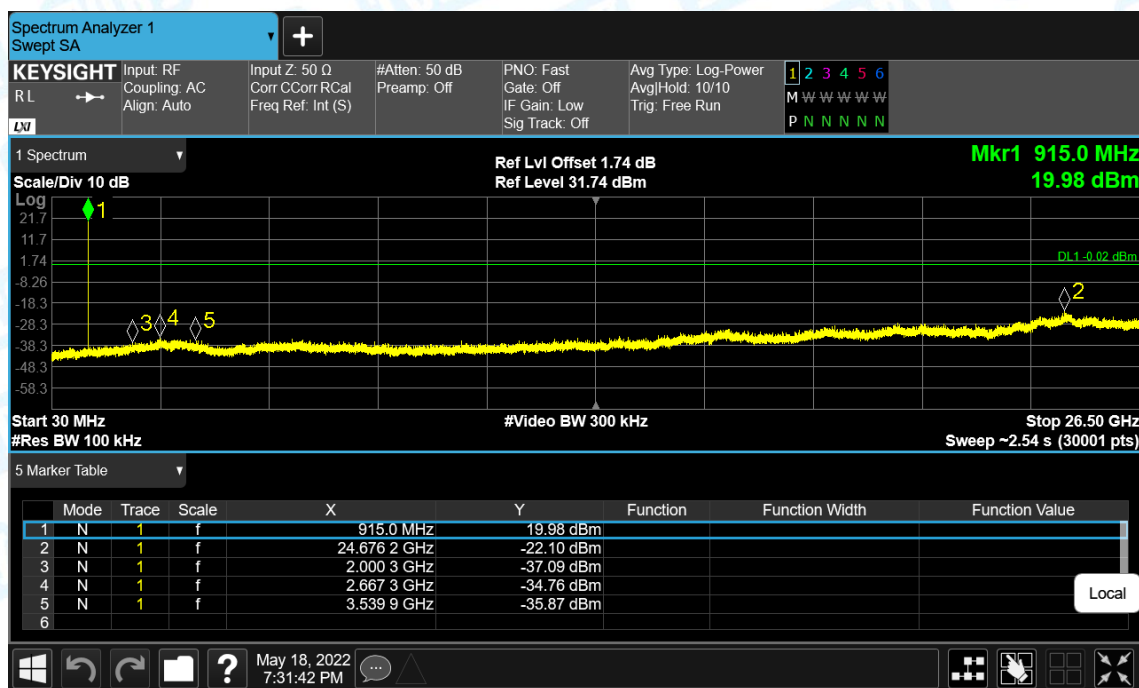 Spectrum Analyzer 1
Swept SA
KEYSIGHT
RL
LXI
Input: RF
Coupling: AC
Align: Auto
Input Z: 50 Ω
Corr CCorr RCal
Freq Ref: Int (S)
#Atten: 50 dB
Preamp: Off
PNO: Fast
Gate: Off
IF Gain: Low
Sig Track: Off
Avg Type: Log-Power
Avg|Hold: 10/10
Trig: Free Run
1 2 3 4 5 6
M W W W W W
P N N N N N N
1 Spectrum
Scale/Div 10 dB
Ref Lvl Offset 1.74 dB
Ref Level 31.74 dBm
Mkr1 915.0 MHz
19.98 dBm
Log
21.7
11.7
1.74
-8.26
-18.3
-28.3
-38.3
-48.3
-58.3
1
DL1 -0.02 dBm
2
3
4
5
Start 30 MHz
#Video BW 300 kHz
Stop 26.50 GHz
#Res BW 100 kHz
Sweep ~2.54 s (30001 pts)
5 Marker Table
Mode Trace Scale X Y Function Function Width Function Value
1 N 1 f 915.0 MHz 19.98 dBm
2 N 1 f 24.676 2 GHz -22.10 dBm
3 N 1 f 2.000 3 GHz -37.09 dBm
4 N 1 f 2.667 3 GHz -34.76 dBm
5 N 1 f 3.539 9 GHz -35.87 dBm
6
Local
?
May 18, 2022
7:31:42 PM